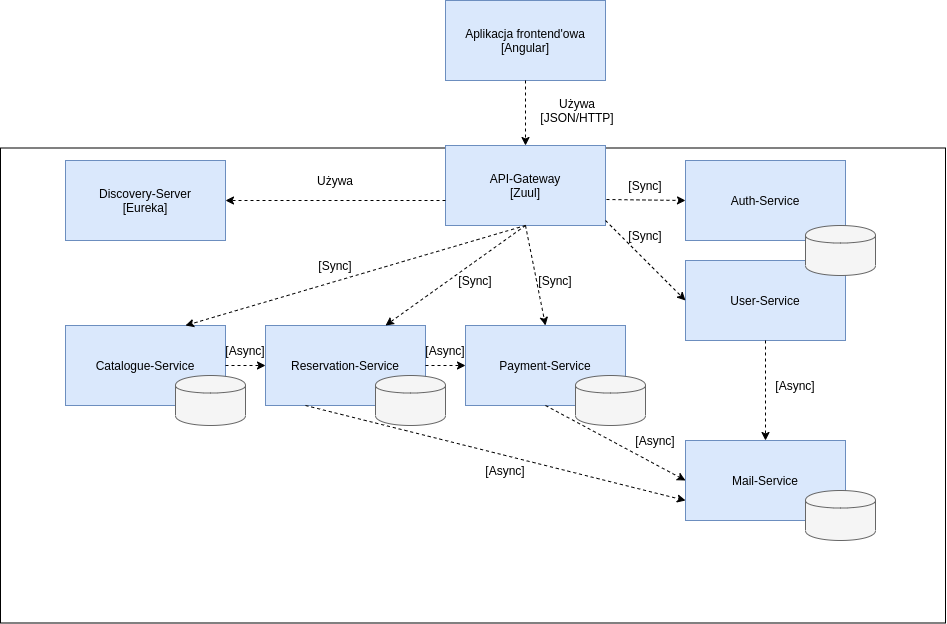 Aplikacja frontend'owa
[Angular]
Używa
[JSON/HTTP]
Discovery-Server
[Eureka]
Używa
API-Gateway
[Zuul]
[Sync]
Auth-Service
[Sync]
[Sync]
[Sync]
[Sync]
User-Service
Catalogue-Service
[Async]
Reservation-Service
[Async]
Payment-Service
[Async]
[Async]
[Async]
Mail-Service